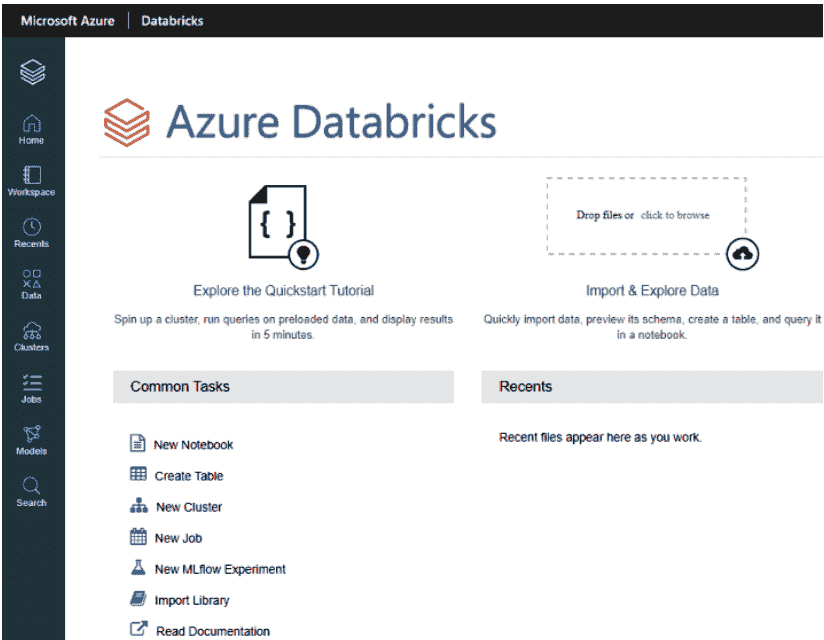 Microsoft Azure Databricks
Home
Workspace
Recents
Data
Clusters
Jobs
Models
Search
Azure Databricks
{ }
Explore the Quickstart Tutorial
Spin up a cluster, run queries on preloaded data, and display results
in 5 minutes.
Drop files or click to browse
Import & Explore Data
Quickly import data, preview its schema, create a table, and query it
in a notebook.
Common Tasks
New Notebook
Create Table
New Cluster
New Job
New MLflow Experiment
Import Library
Read Documentation
Recents
Recent files appear here as you work.